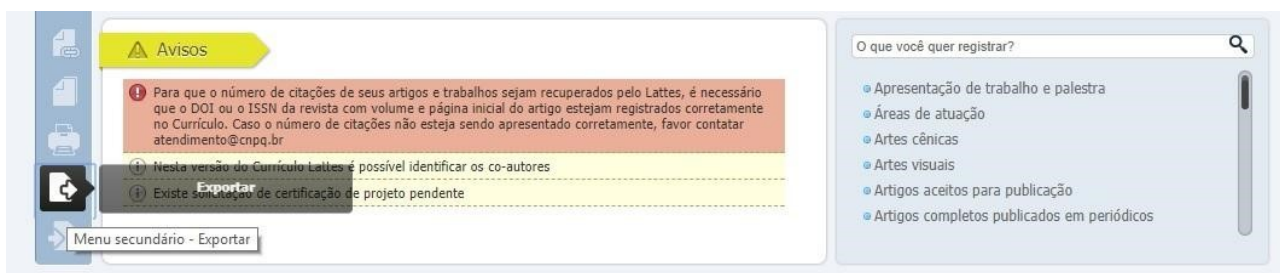 Avisos
Para que o número de citações de seus artigos e trabalhos sejam recuperados pelo Lattes, é necessário
que o DOI ou o ISSN da revista com volume e página inicial do artigo estejam registrados corretamente
no Currículo. Caso o número de citações não esteja sendo apresentado corretamente, favor contatar
atendimento@cnpq.br
Nesta versão do Currículo Lattes é possível identificar os co-autores
Existe solicitação de certificação de projeto pendente
Exportar
Menu secundário - Exportar
O que você quer registrar?
Apresentação de trabalho e palestra
Áreas de atuação
Artes cênicas
Artes visuais
Artigos aceitos para publicação
Artigos completos publicados em periódicos